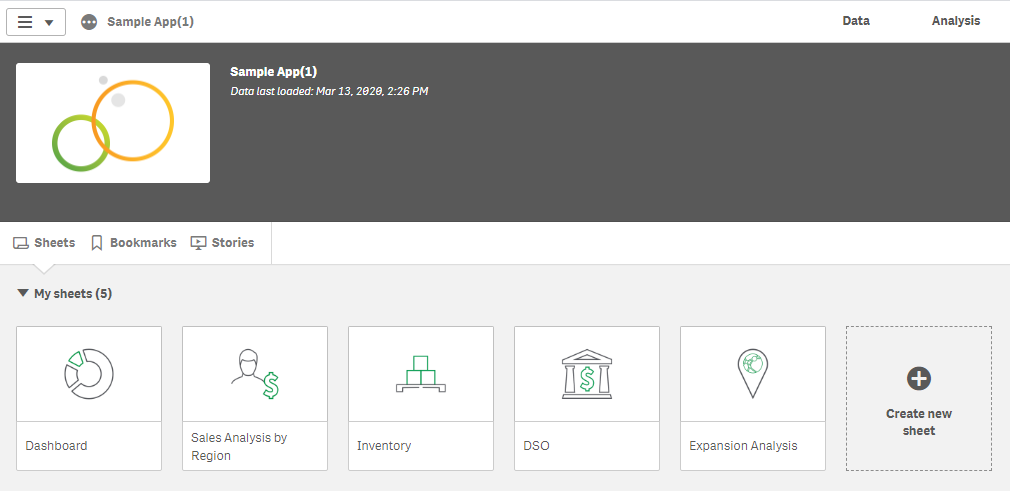 Sample App(1)
Data
Analysis
Sample App(1)
Data last loaded: Mar 13, 2020, 2:26 PM
Sheets
Bookmarks
Stories
My sheets (5)
Dashboard
Sales Analysis by
Region
Inventory
DSO
Expansion Analysis
Create new
sheet